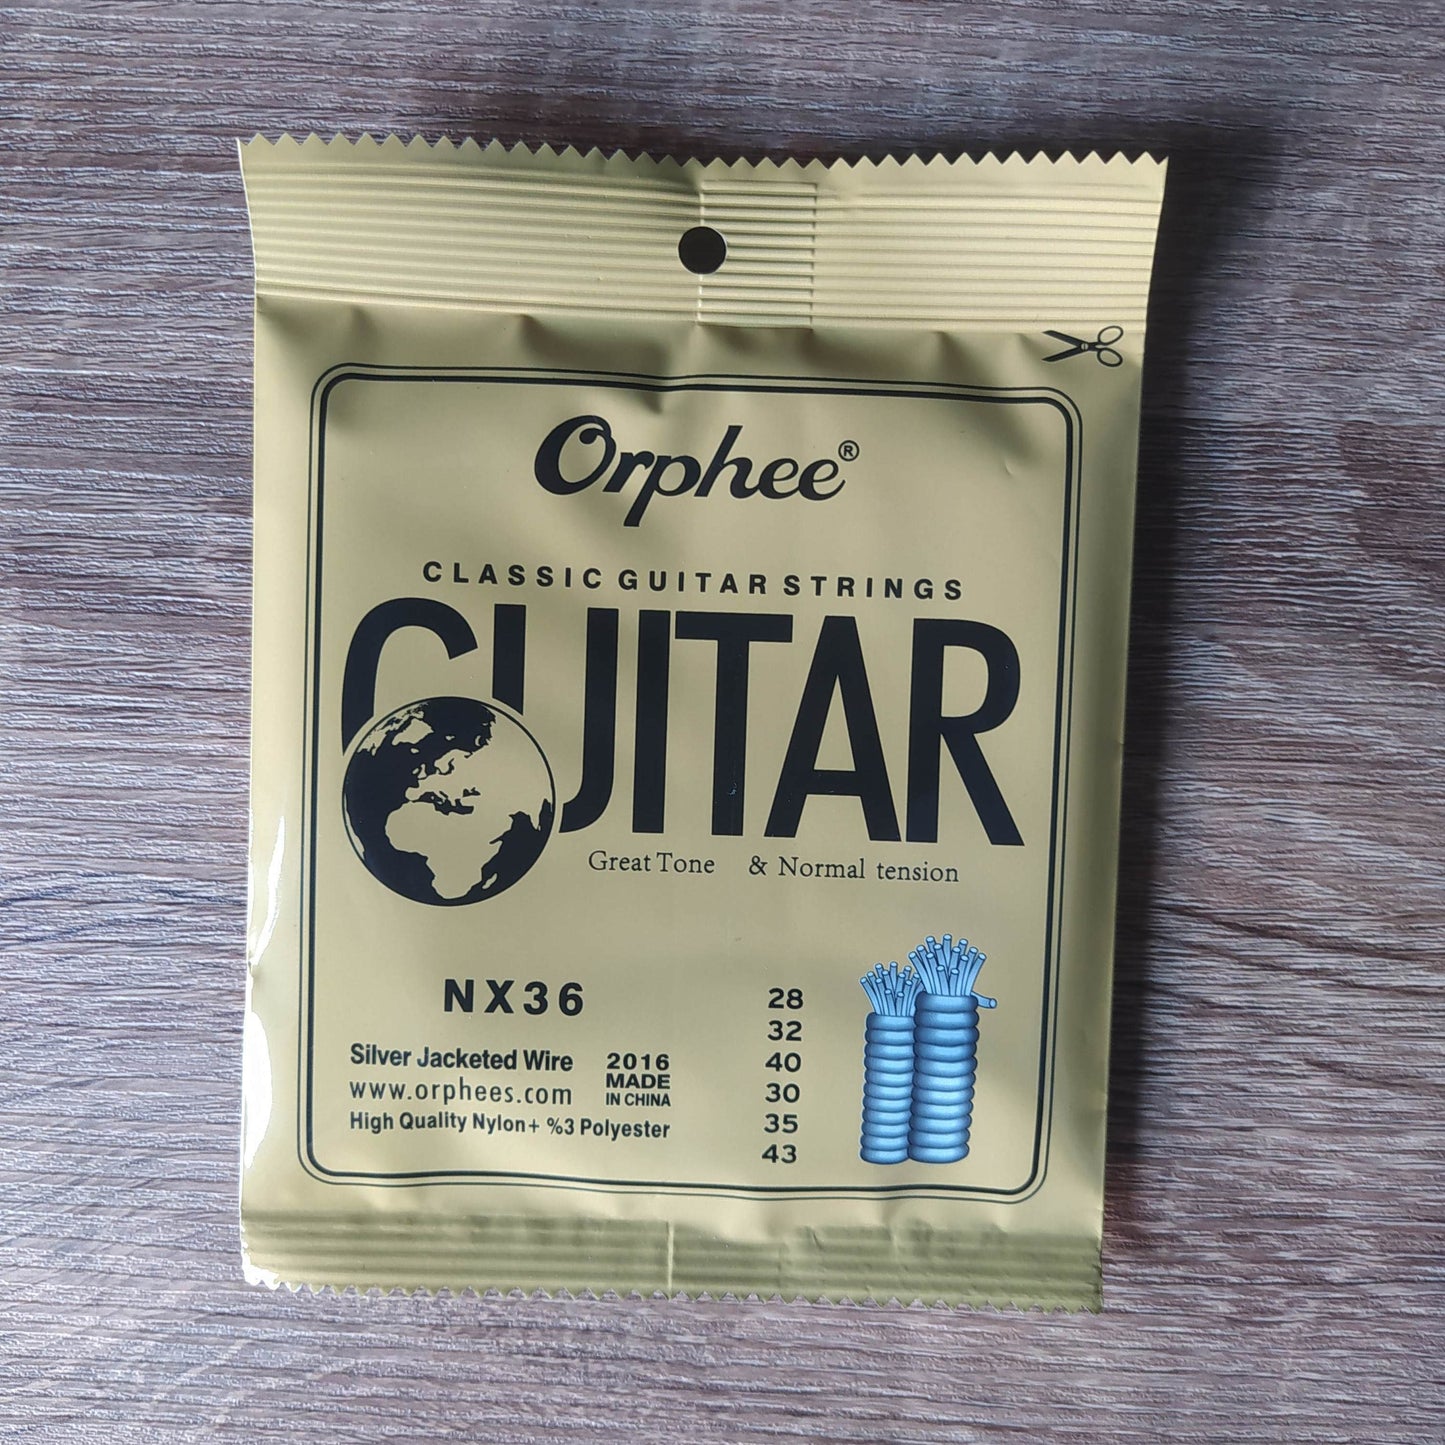 Orphee®
CLASSIC GUITAR STRINGS
GUITAR
Great Tone & Normal tension
NX36
Silver Jacketed Wire
www.orphees.com
2016
MADE
IN CHINA
High Quality Nylon+ %3 Polyester
28
32
40
30
35
43